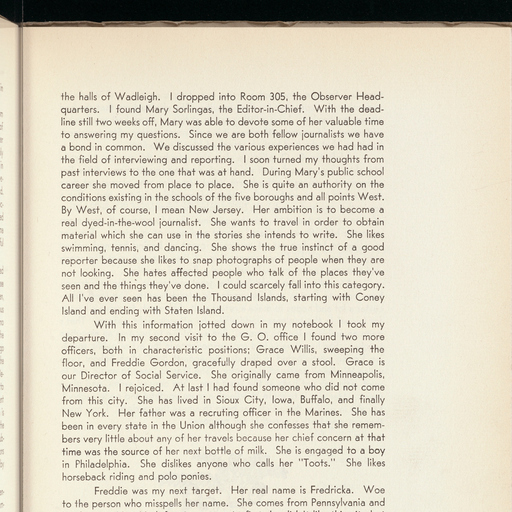 the halls of Wadleigh. I dropped into Room 305, the Observer Head-
quarters. I found Mary Sorlingas, the Editor-in-Chief. With the dead-
line still two weeks off, Mary was able to devote some of her valuable time
to answering my questions. Since we are both fellow journalists we have
a bond in common. We discussed the various experiences we had had in
the field of interviewing and reporting. I soon turned my thoughts from
past interviews to the one that was at hand. During Mary's public school
career she moved from place to place. She is quite an authority on the
conditions existing in the schools of the five boroughs and all points West.
By West, of course, I mean New Jersey. Her ambition is to become a
real dyed-in-the-wool journalist. She wants to travel in order to obtain
material which she can use in the stories she intends to write. She likes
swimming, tennis, and dancing. She shows the true instinct of a good
reporter because she likes to snap photographs of people when they are
not looking. She hates affected people who talk of the places they've
seen and the things they've done. I could scarcely fall into this category.
All I've ever seen has been the Thousand Islands, starting with Coney
Island and ending with Staten Island.
With this information jotted down in my notebook I took my
departure. In my second visit to the G. O. office I found two more
officers, both in characteristic positions; Grace Willis, sweeping the
floor, and Freddie Gordon, gracefully draped over a stool. Grace is
our Director of Social Service. She originally came from Minneapolis,
Minnesota. I rejoiced. At last I had found someone who did not come
from this city. She has lived in Sioux City, Iowa, Buffalo, and finally
New York. Her father was a recruting officer in the Marines. She has
been in every state in the Union although she confesses that she remem-
bers very little about any of her travels because her chief concern at that
time was the source of her next bottle of milk. She is engaged to a boy
in Philadelphia. She dislikes anyone who calls her "Toots." She likes
horseback riding and polo ponies.
Freddie was my next target. Her real name is Fredricka. Woe
to the person who misspells her name. She comes from Pennsylvania and